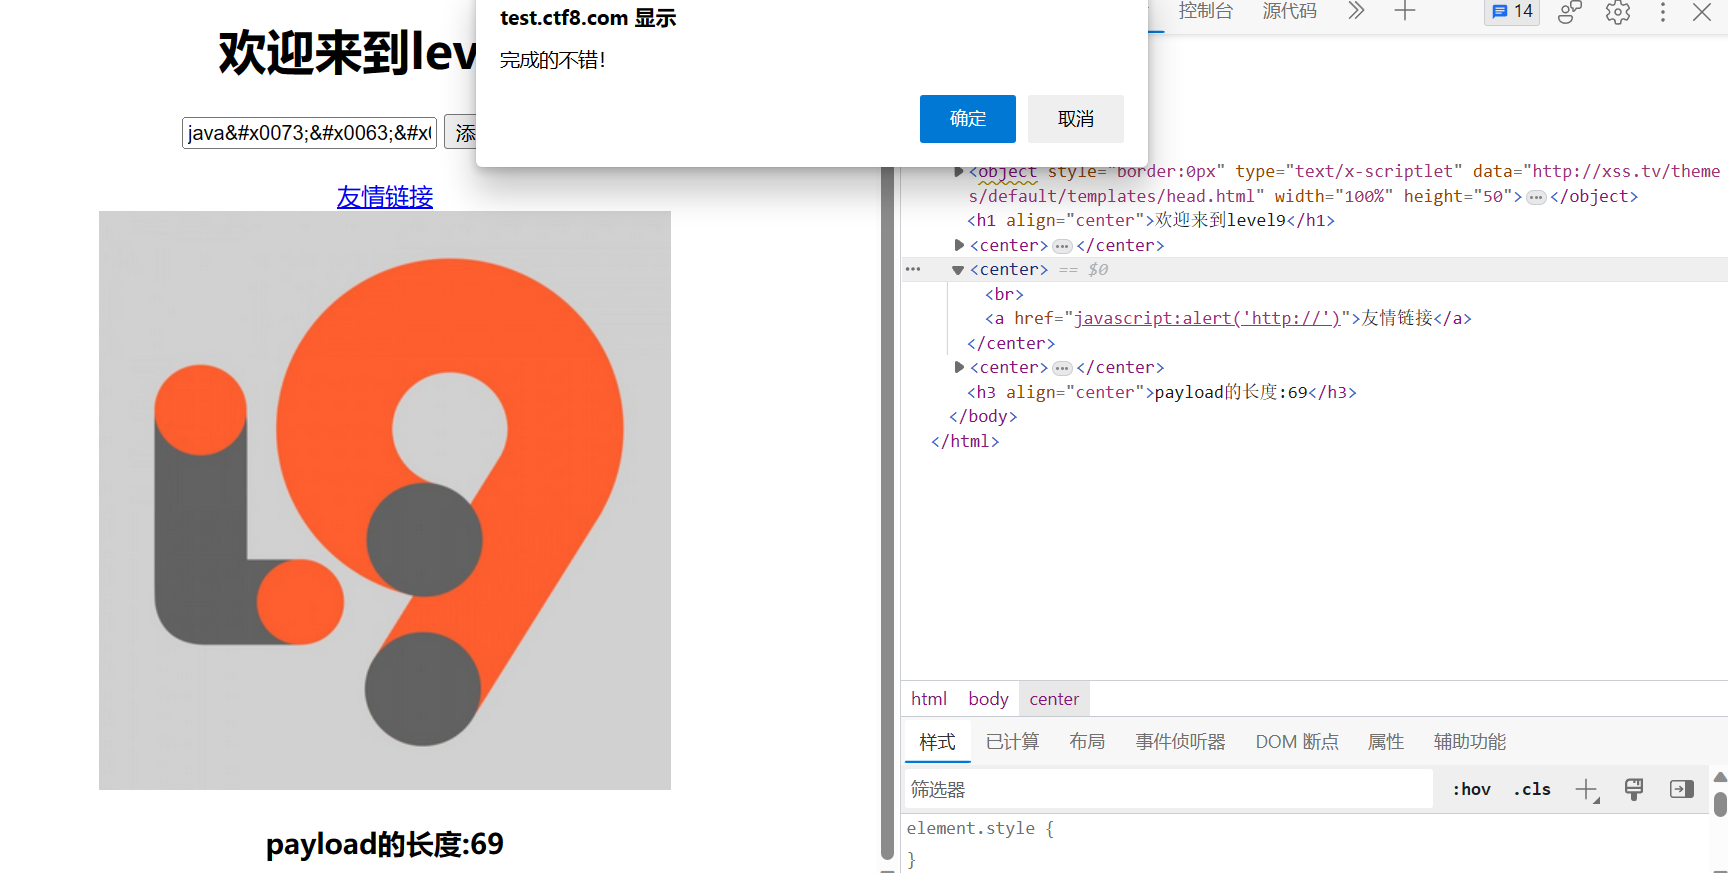 欢迎来到lev
java&#x0073;&#x0063;&#x
添
友情链接
payload的长度:69
test.ctf8.com 显示
完成的不错！
确定
取消
控制台
源代码
14
<object style="border:0px" type="text/x-scriptlet" data="http://xss.tv/theme
s/default/templates/head.html" width="100%" height="50">…</object>
<h1 align="center">欢迎来到level9</h1>
<center>…</center>
<center> == $0
<br>
<a href="javascript:alert('http://')">友情链接</a>
</center>
<center>…</center>
<h3 align="center">payload的长度:69</h3>
</body>
</html>
html body center
样式 已计算 布局 事件侦听器 DOM 断点 属性 辅助功能
筛选器
:hov .cls
element.style {
}